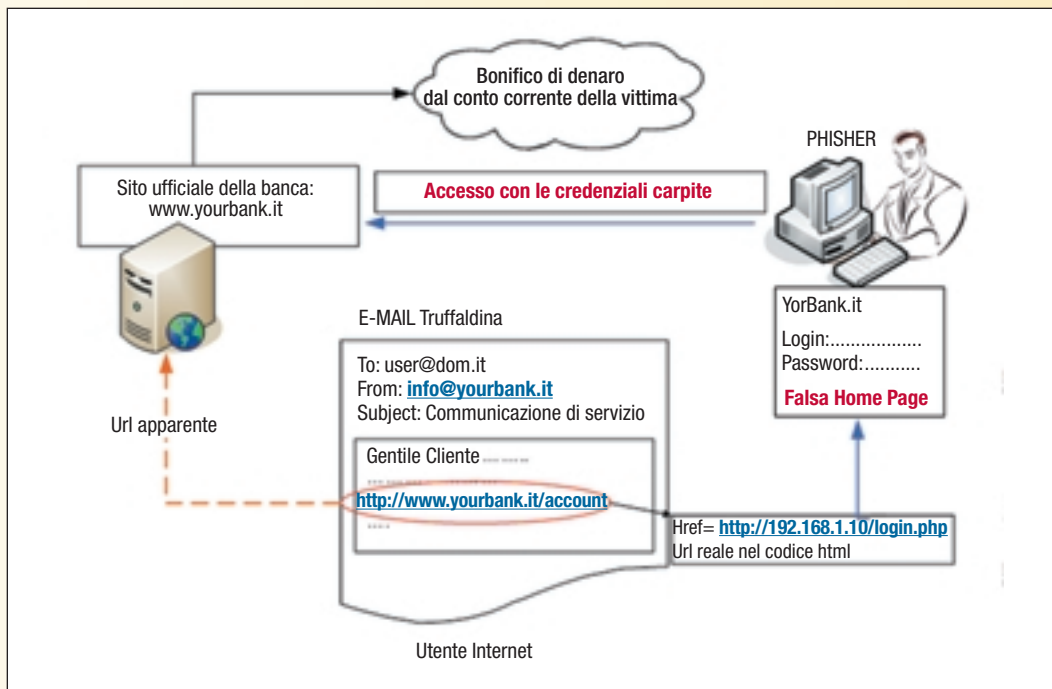 Bonifico di denaro
dal conto corrente della vittima
PHISHER
Sito ufficiale della banca:
www.yourbank.it
Accesso con le credenziali carpite
YorBank.it
Login:..................
Password:...........
Falsa Home Page
E-MAIL Truffaldina
To: user@dom.it
From: info@yourbank.it
Subject: Communicazione di servizio
Url apparente
Gentile Cliente .... ... ..
http://www.yourbank.it/account
Href= http://192.168.1.10/login.php
Url reale nel codice html
Utente Internet